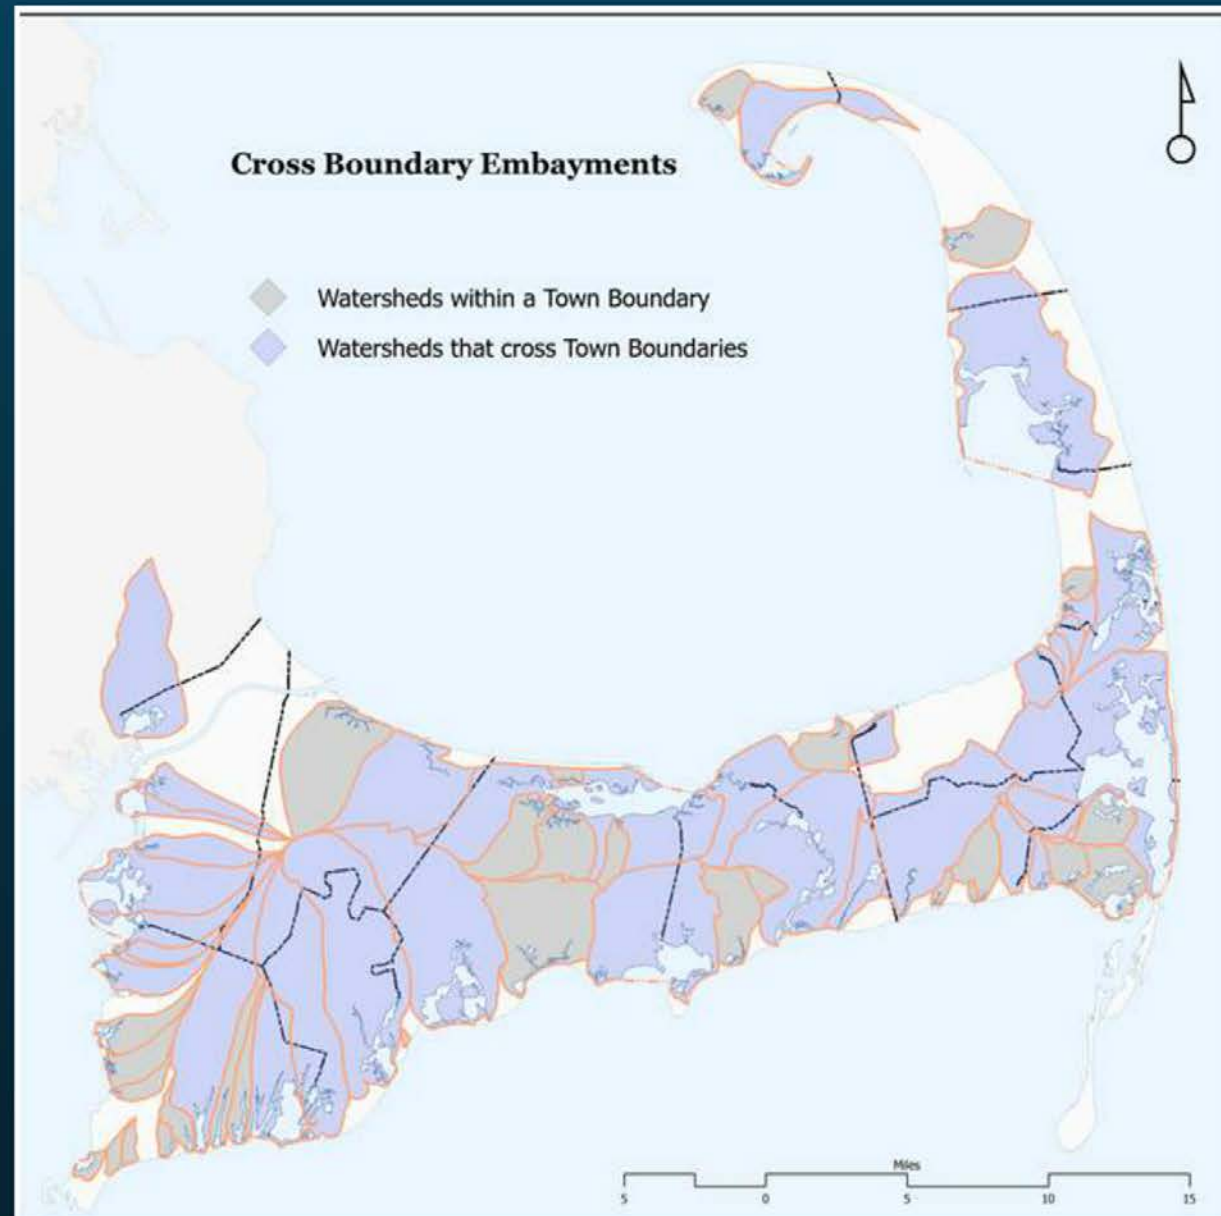 Cross Boundary Embayments
Watersheds within a Town Boundary
Watersheds that cross Town Boundaries
Miles
5 0 5 10 15